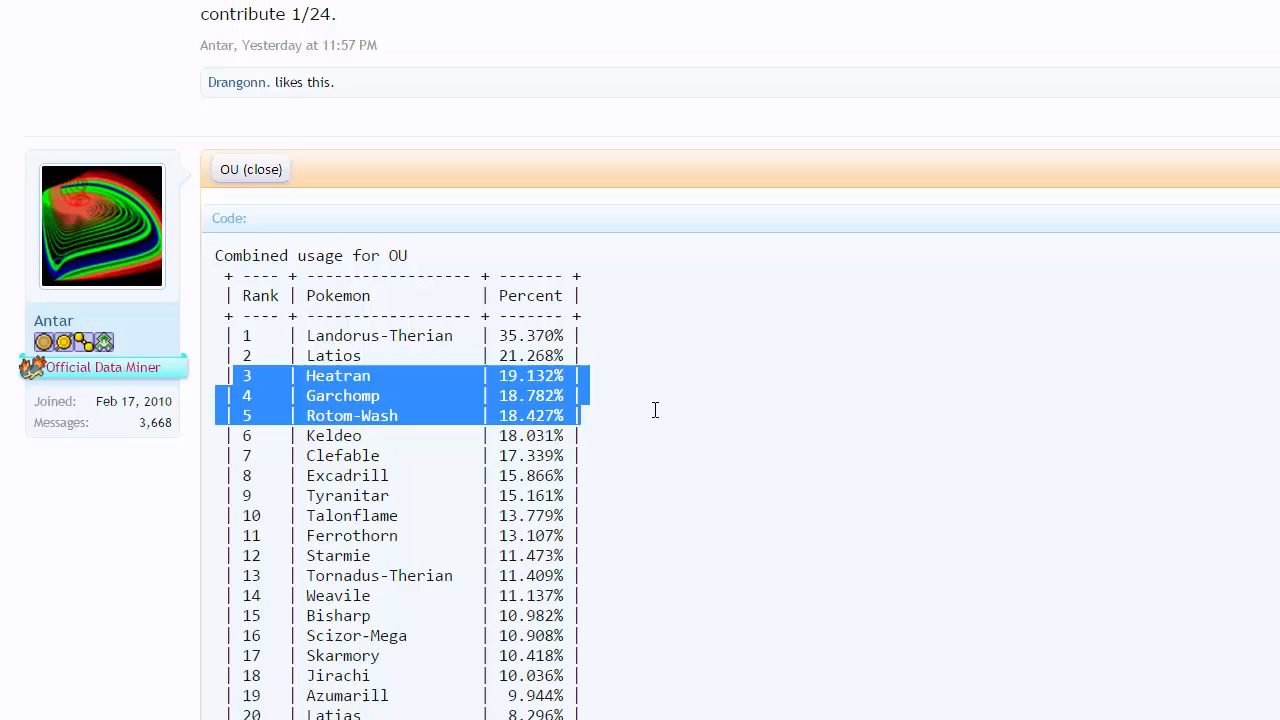 contribute 1/24.
Antar, Yesterday at 11:57 PM
Drangonn. likes this.
OU (close)
Code:
Combined usage for OU
+ ---- + ------------------ + ------- +
| Rank | Pokemon | Percent |
+ ---- + ------------------ + ------- +
| 1 | Landorus-Therian | 35.370% |
| 2 | Latios | 21.268% |
| 3 | Heatran | 19.132% |
| 4 | Garchomp | 18.782% |
| 5 | Rotom-Wash | 18.427% |
| 6 | Keldeo | 18.031% |
| 7 | Clefable | 17.339% |
| 8 | Excadrill | 15.866% |
| 9 | Tyranitar | 15.161% |
| 10 | Talonflame | 13.779% |
| 11 | Ferrothorn | 13.107% |
| 12 | Starmie | 11.473% |
| 13 | Tornadus-Therian | 11.409% |
| 14 | Weavile | 11.137% |
| 15 | Bisharp | 10.982% |
| 16 | Scizor-Mega | 10.908% |
| 17 | Skarmory | 10.418% |
| 18 | Jirachi | 10.036% |
| 19 | Azumarill | 9.944% |
| 20 | Latias | 8.296% |
Antar
Official Data Miner
Joined: Feb 17, 2010
Messages: 3,668